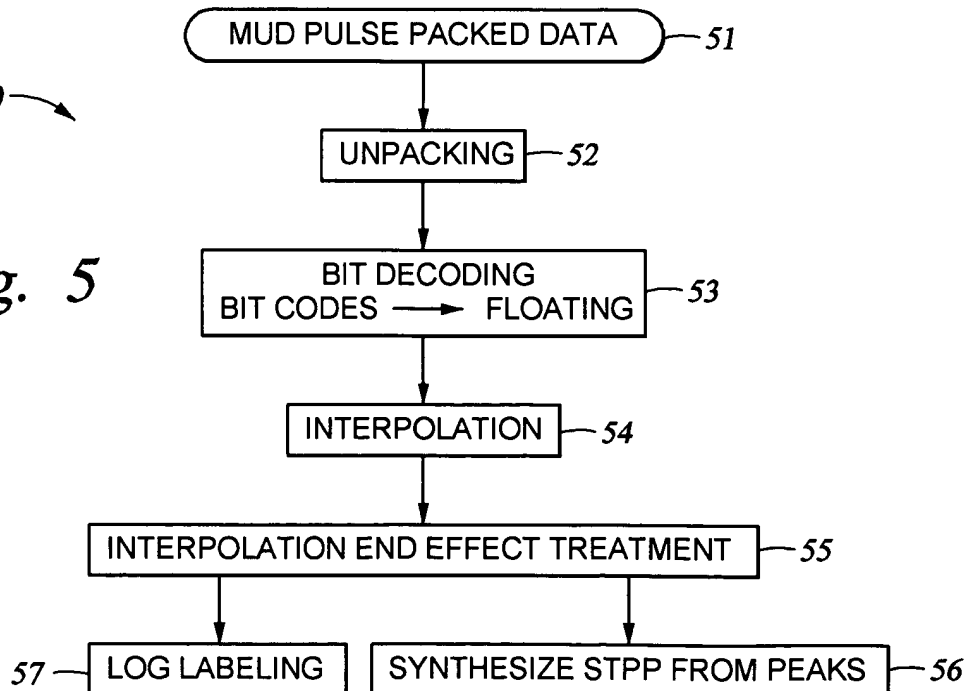 MUD PULSE PACKED DATA 51
UNPACKING 52
BIT DECODING
BIT CODES → FLOATING 53
INTERPOLATION 54
INTERPOLATION END EFFECT TREATMENT 55
57 LOG LABELING
SYNTHESIZE STPP FROM PEAKS 56
5